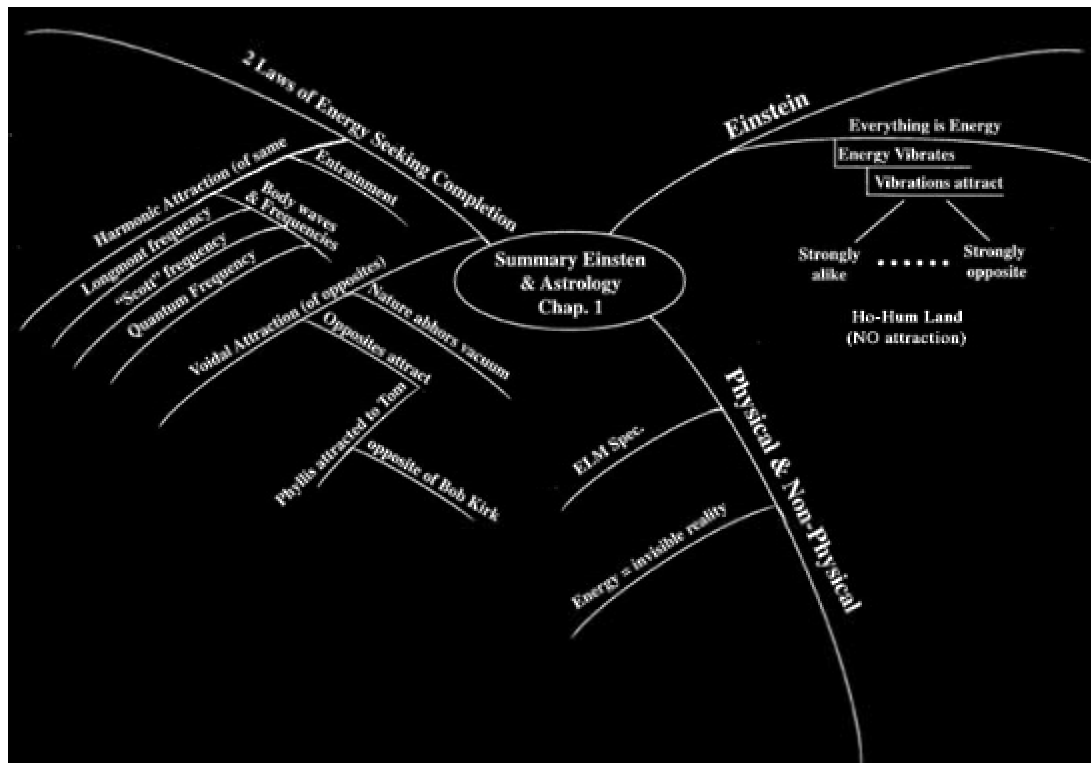 2 Laws of Energy Seeking Completion
Harmonic Attraction (of same
Entrainment
Body waves
& Frequencies
Longmont frequency
"Scott" frequency
Quantum Frequency
Voidal Attraction (of opposites)
Nature abhors vacuum
Opposites attract
Phyllis attracted to Tom
opposite of Bob Kirk
Summary Einsten
& Astrology
Chap. 1
Einstein
Everything is Energy
Energy Vibrates
Vibrations attract
Strongly
alike
......
Strongly
opposite
Ho-Hum Land
(NO attraction)
Physical & Non-Physical
ELM Spec.
Energy = invisible reality